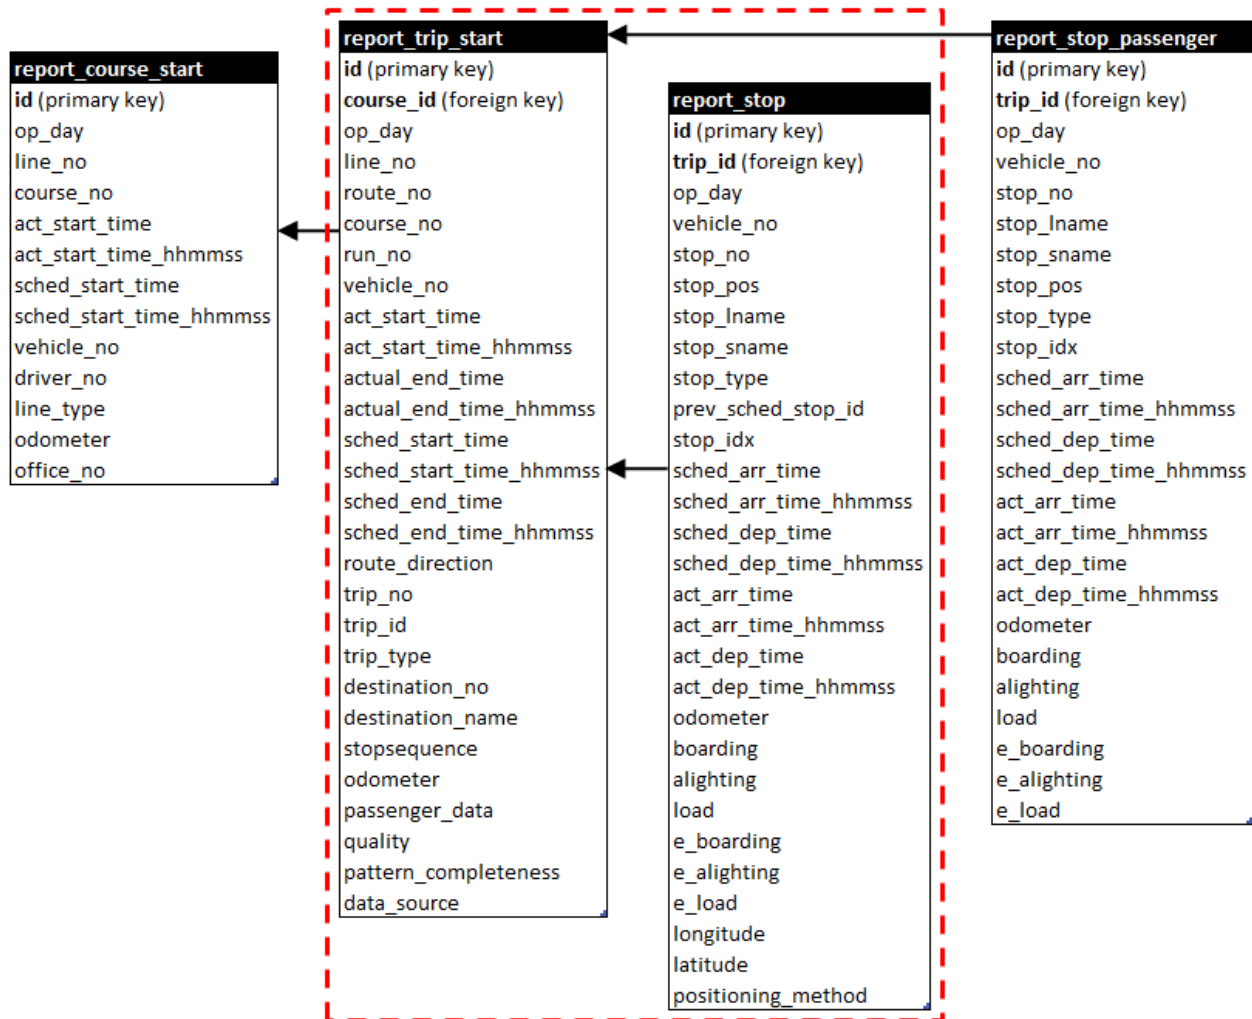 report_course_start
id (primary key)
op_day
line_no
course_no
act_start_time
act_start_time_hhmmss
sched_start_time
sched_start_time_hhmmss
vehicle_no
driver_no
line_type
odometer
office_no
report_trip_start
id (primary key)
course_id (foreign key)
op_day
line_no
route_no
course_no
run_no
vehicle_no
act_start_time
act_start_time_hhmmss
actual_end_time
actual_end_time_hhmmss
sched_start_time
sched_start_time_hhmmss
sched_end_time
sched_end_time_hhmmss
route_direction
trip_no
trip_id
trip_type
destination_no
destination_name
stopsequence
odometer
passenger_data
quality
pattern_completeness
data_source
report_stop
id (primary key)
trip_id (foreign key)
op_day
vehicle_no
stop_no
stop_pos
stop_lname
stop_sname
stop_type
prev_sched_stop_id
stop_idx
sched_arr_time
sched_arr_time_hhmmss
sched_dep_time
sched_dep_time_hhmmss
act_arr_time
act_arr_time_hhmmss
act_dep_time
act_dep_time_hhmmss
odometer
boarding
alighting
load
e_boarding
e_alighting
e_load
longitude
latitude
positioning_method
report_stop_passenger
id (primary key)
trip_id (foreign key)
op_day
vehicle_no
stop_no
stop_lname
stop_sname
stop_pos
stop_type
stop_idx
sched_arr_time
sched_arr_time_hhmmss
sched_dep_time
sched_dep_time_hhmmss
act_arr_time
act_arr_time_hhmmss
act_dep_time
act_dep_time_hhmmss
odometer
boarding
alighting
load
e_boarding
e_alighting
e_load